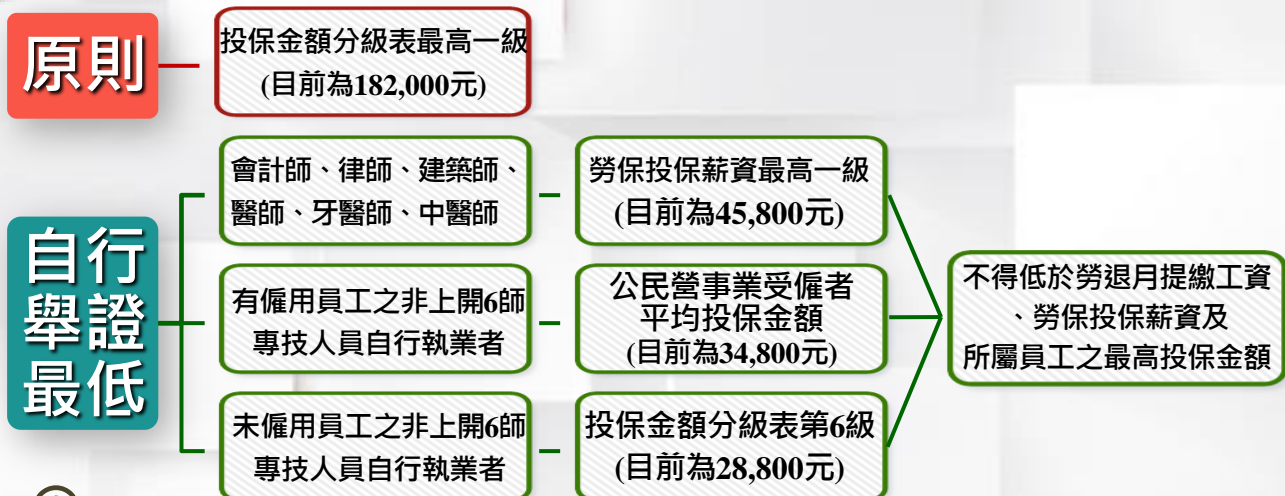 原則
投保金額分級表最高一級
(目前為182,000元)
自行
舉證
最低
會計師、律師、建築師、
醫師、牙醫師、中醫師
勞保投保薪資最高一級
(目前為45,800元)
有僱用員工之非上開6師
專技人員自行執業者
公民營事業受僱者
平均投保金額
(目前為34,800元)
未僱用員工之非上開6師
專技人員自行執業者
投保金額分級表第6級
(目前為28,800元)
不得低於勞退月提繳工資
、勞保投保薪資及
所屬員工之最高投保金額